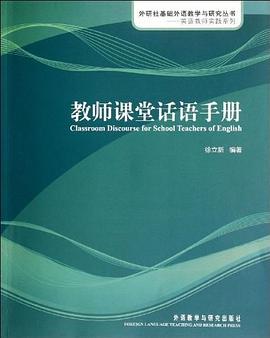 外研社基础外语教学与研究丛书
——英语教师实践系列
教师课堂话语手册
Classroom Discourse for School Teachers of English
徐立新 编著
外语教学与研究出版社
FOREIGN LANGUAGE TEACHING AND RESEARCH PRESS